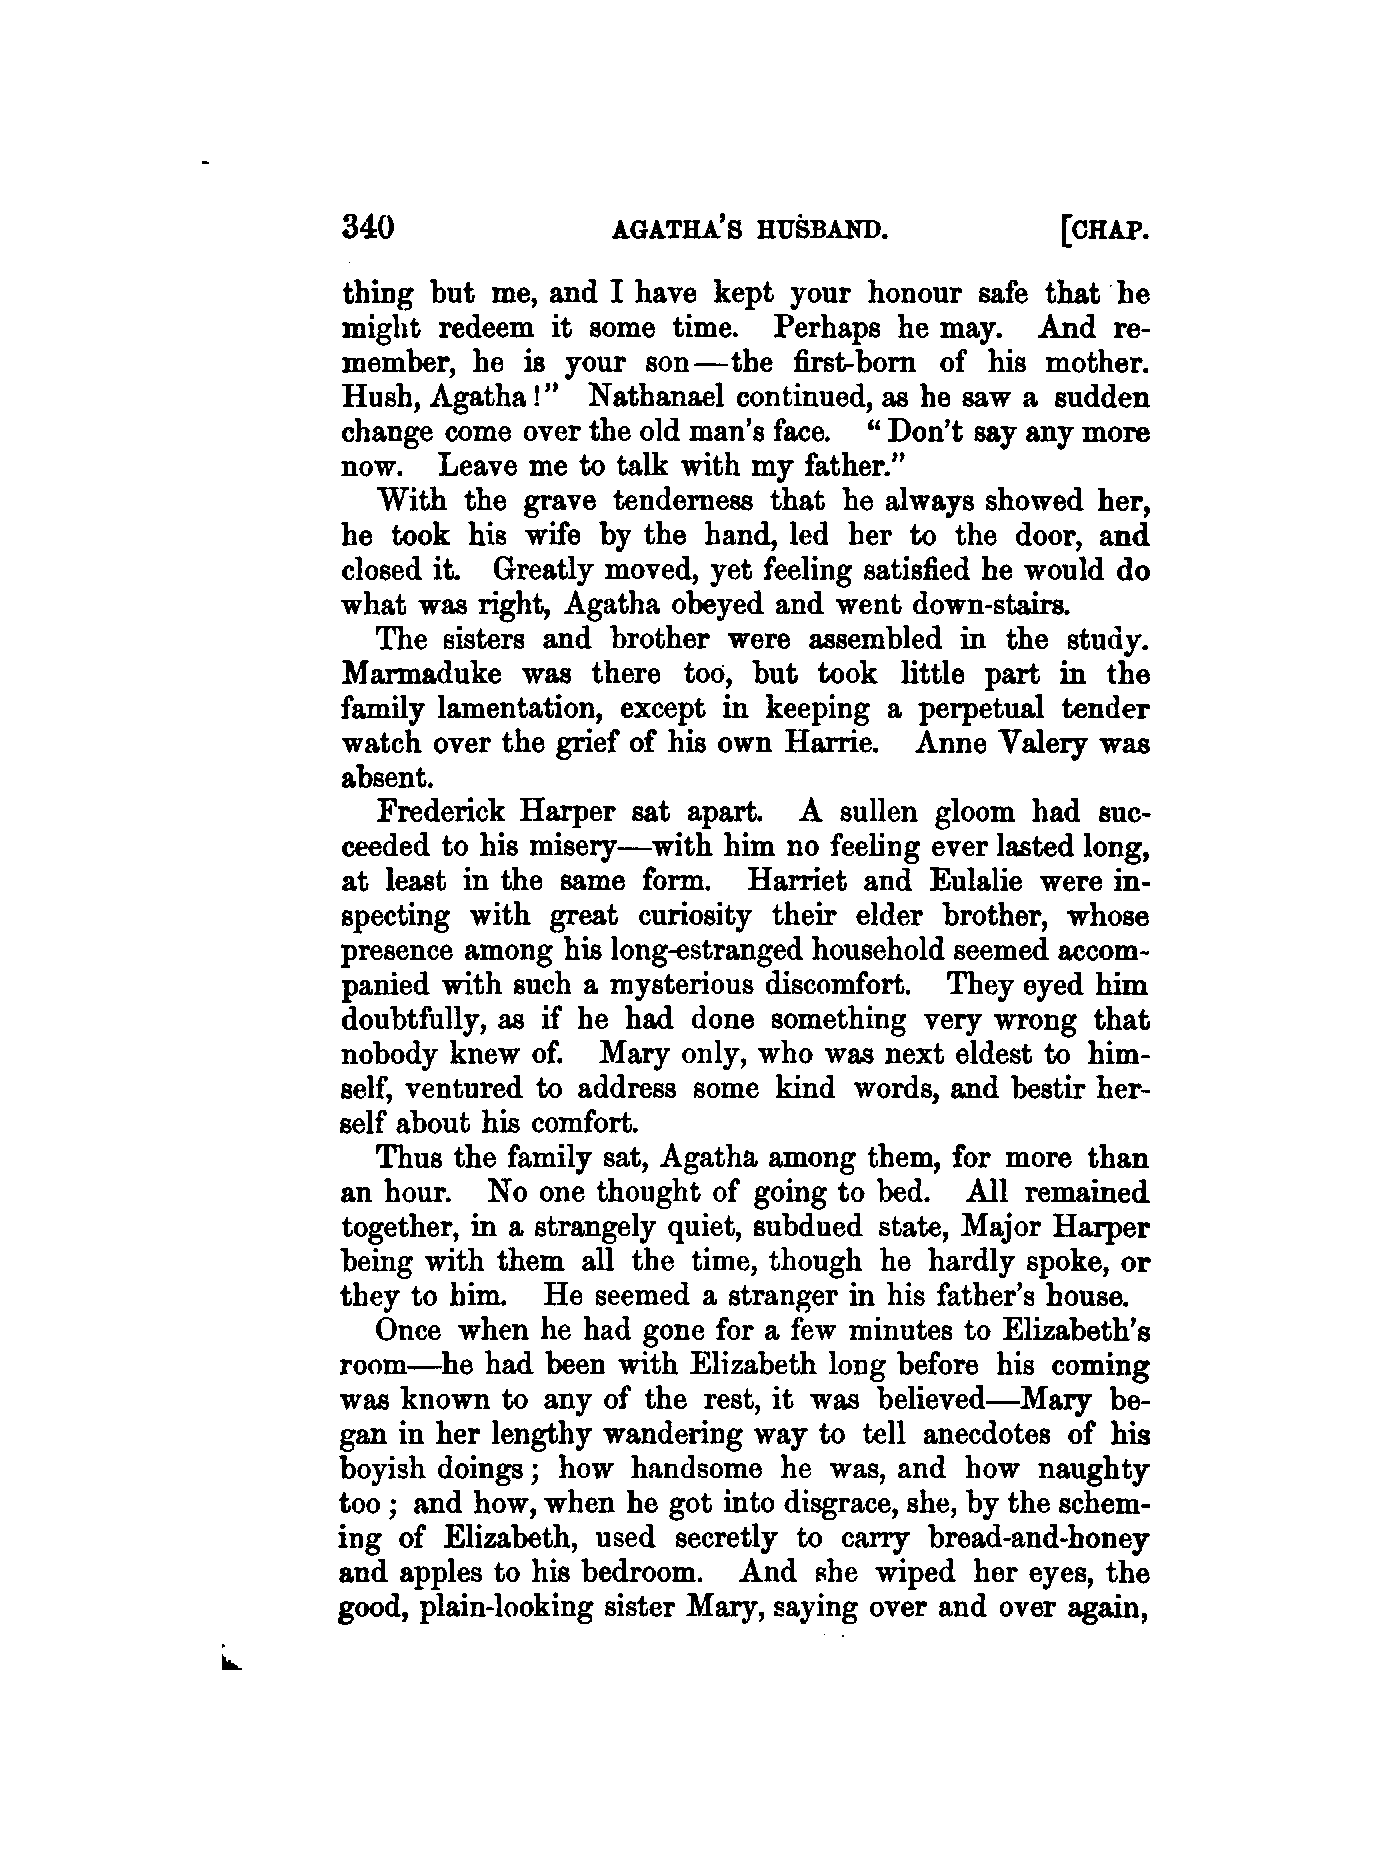 340 AGATHA'S HUSBAND. [CHAP.
thing but me, and I have kept your honour safe that he
might redeem it some time. Perhaps he may. And re-
member, he is your son—the first-born of his mother.
Hush, Agatha!" Nathanael continued, as he saw a sudden
change come over the old man's face. "Don't say any more
now. Leave me to talk with my father."
With the grave tenderness that he always showed her,
he took his wife by the hand, led her to the door, and
closed it. Greatly moved, yet feeling satisfied he would do
what was right, Agatha obeyed and went down-stairs.
The sisters and brother were assembled in the study.
Marmaduke was there too, but took little part in the
family lamentation, except in keeping a perpetual tender
watch over the grief of his own Harrie. Anne Valery was
absent.
Frederick Harper sat apart. A sullen gloom had suc-
ceeded to his misery—with him no feeling ever lasted long,
at least in the same form. Harriet and Eulalie were in-
specting with great curiosity their elder brother, whose
presence among his long-estranged household seemed accom-
panied with such a mysterious discomfort. They eyed him
doubtfully, as if he had done something very wrong that
nobody knew of. Mary only, who was next eldest to him-
self, ventured to address some kind words, and bestir her-
self about his comfort.
Thus the family sat, Agatha among them, for more than
an hour. No one thought of going to bed. All remained
together, in a strangely quiet, subdued state, Major Harper
being with them all the time, though he hardly spoke, or
they to him. He seemed a stranger in his father's house.
Once when he had gone for a few minutes to Elizabeth's
room—he had been with Elizabeth long before his coming
was known to any of the rest, it was believed—Mary be-
gan in her lengthy wandering way to tell anecdotes of his
boyish doings; how handsome he was, and how naughty
too; and how, when he got into disgrace, she, by the schem-
ing of Elizabeth, used secretly to carry bread-and-honey
and apples to his bedroom. And she wiped her eyes, the
good, plain-looking sister Mary, saying over and over again,